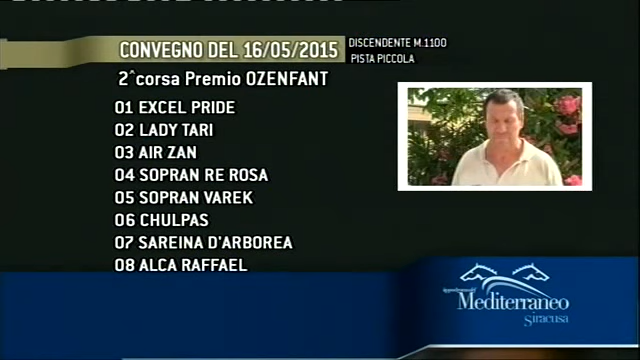 CONVEGNO DEL 16/05/2015
DISCENDENTE M.1100
PISTA PICCOLA
2^corsa Premio OZENFANT
01 EXCEL PRIDE
02 LADY TARI
03 AIR ZAN
04 SOPRAN RE ROSA
05 SOPRAN VAREK
06 CHULPAS
07 SAREINA D'ARBOREA
08 ALCA RAFFAEL
Ippodromo del
Mediterraneo
Siracusa